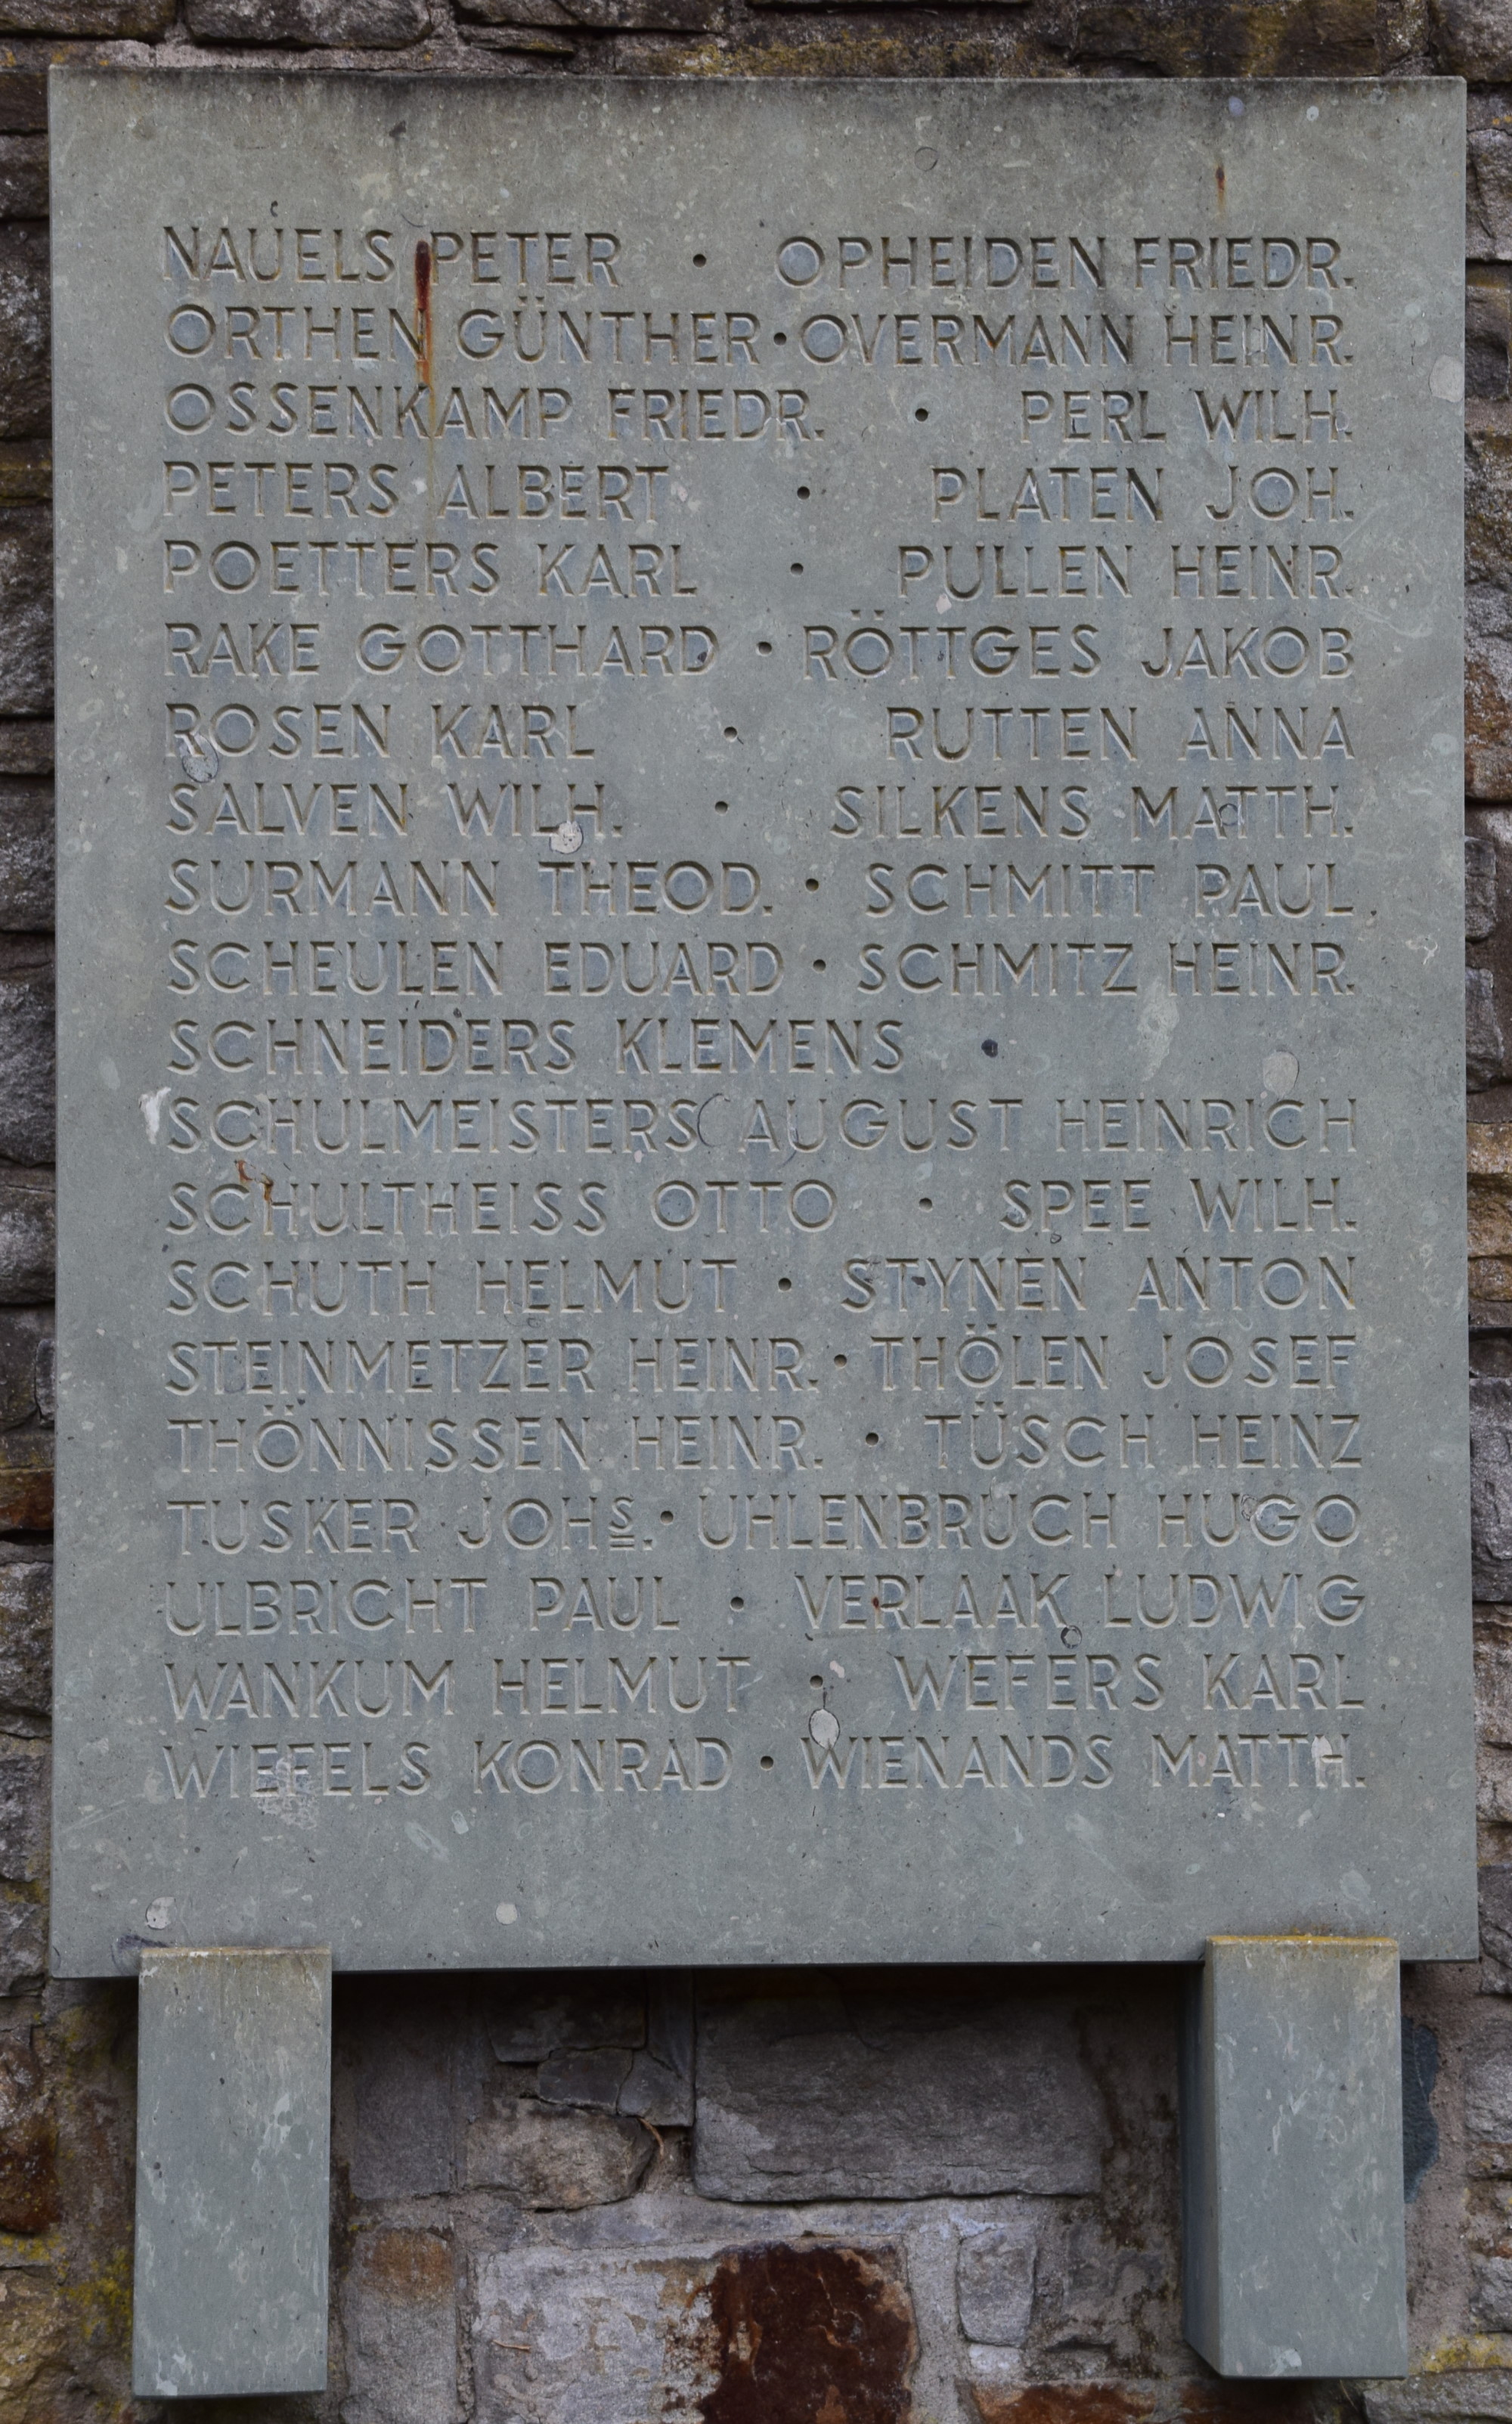 NAUELS PETER • OPHEIDEN FRIEDR.
ORTHEN GÜNTHER • OVERMANN HEINR.
OSSENKAMP FRIEDR. • PERL WILH.
PETERS ALBERT • PLATEN JOH.
POETTERS KARL • PULLEN HEINR.
RAKE GOTTHARD • RÖTTGES JAKOB
ROSEN KARL • RUTTEN ANNA
SALVEN WILH. • SILKENS MATTH.
SURMANN THEOD. • SCHMITT PAUL
SCHEULEN EDUARD • SCHMITZ HEINR.
SCHNEIDERS KLEMENS •
SCHULMEISTERS AUGUST HEINRICH
SCHULTHEISS OTTO • SPEE WILH.
SCHUTH HELMUT • STYNEN ANTON
STEINMETZER HEINR. • THÖLEN JOSEF
THÖNNISSEN HEINR. • TÜSCH HEINZ
TUSKER JOHS. • UHLENBRUCH HUGO
ULBRICHT PAUL • VERLAAK LUDWIG
WANKUM HELMUT • WEFERS KARL
WIEFELS KONRAD • WIENANDS MATTH.